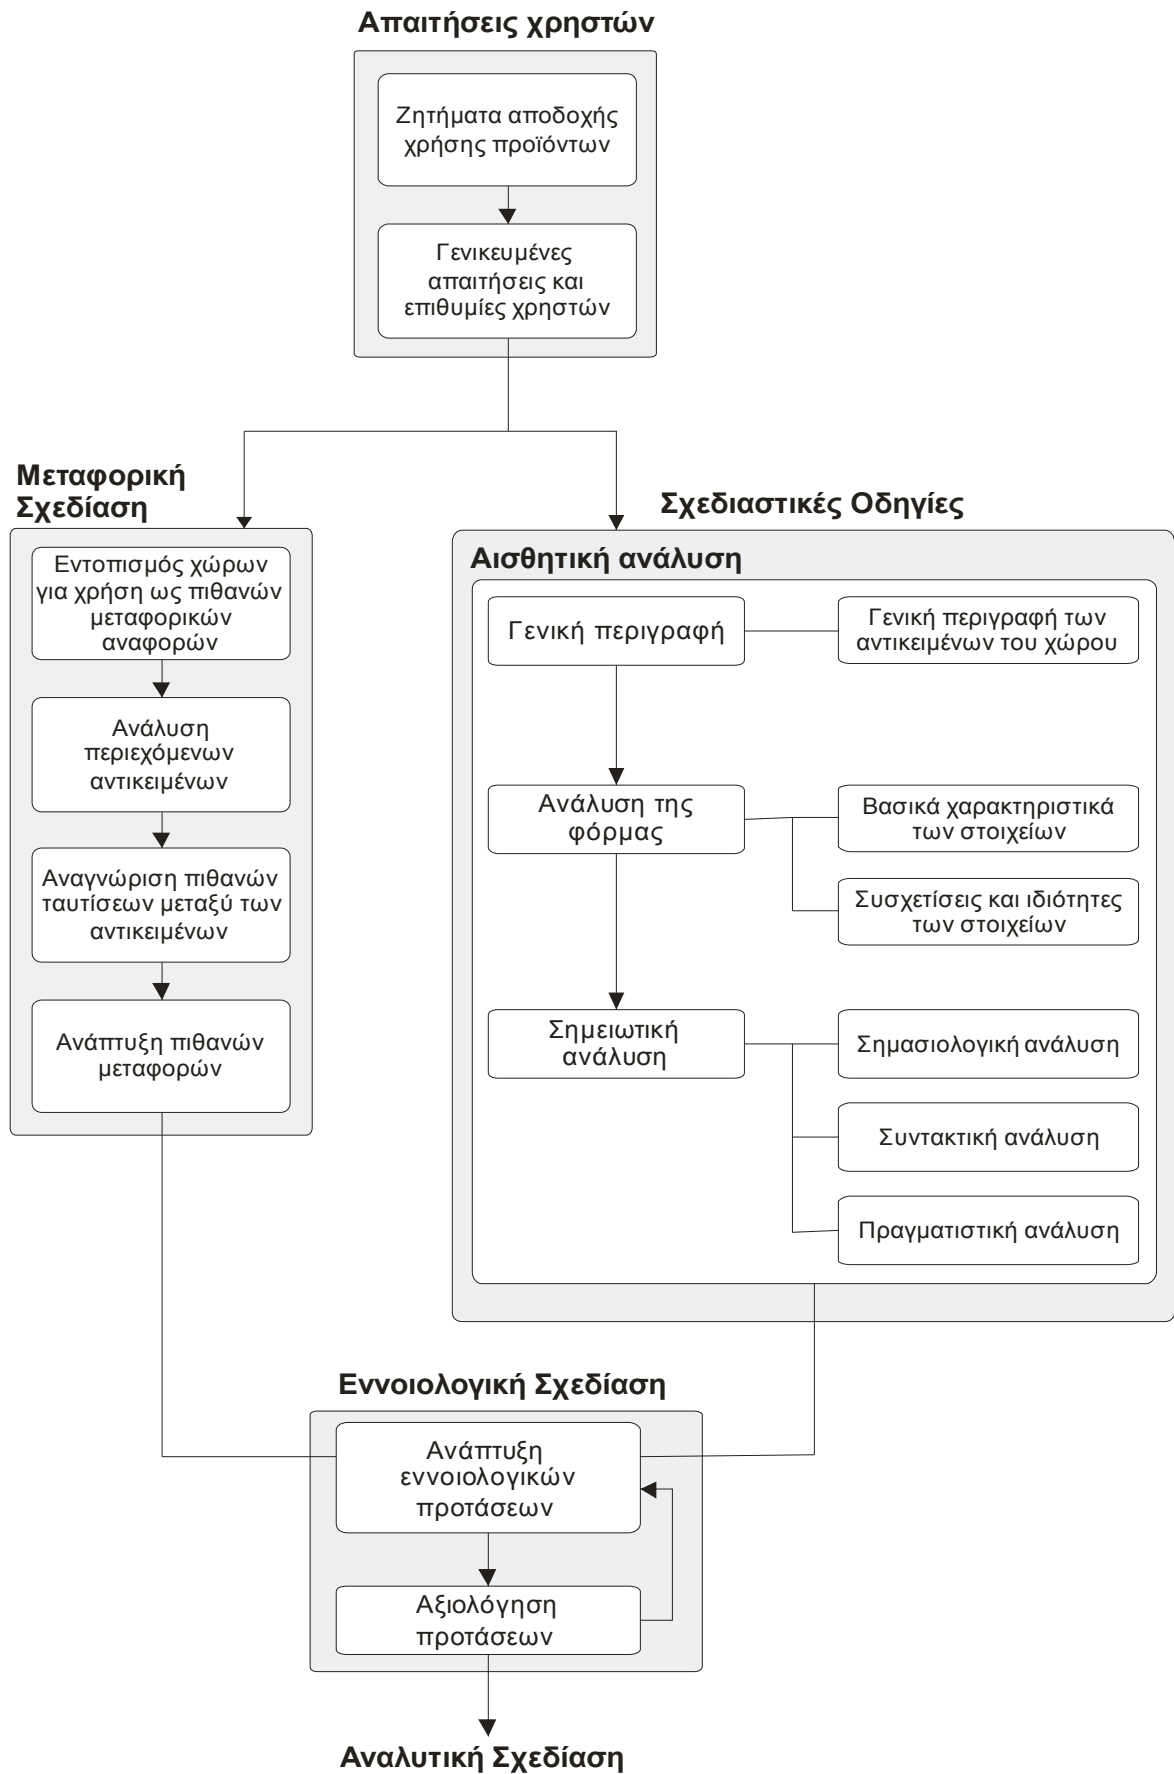 Απαιτήσεις χρηστών
Ζητήματα αποδοχής
χρήσης προϊόντων
Γενικευμένες
απαιτήσεις και
επιθυμίες χρηστών
Μεταφορική
Σχεδίαση
Εντοπισμός χώρων
για χρήση ως πιθανών
μεταφορικών
αναφορών
Ανάλυση
περιεχόμενων
αντικειμένων
Αναγνώριση πιθανών
ταυτίσεων μεταξύ των
αντικειμένων
Ανάπτυξη πιθανών
μεταφορών
Σχεδιαστικές Οδηγίες
Αισθητική ανάλυση
Γενική περιγραφή
Γενική περιγραφή των
αντικειμένων του χώρου
Ανάλυση της
φόρμας
Βασικά χαρακτηριστικά
των στοιχείων
Συσχετίσεις και ιδιότητες
των στοιχείων
Σημειωτική
ανάλυση
Σημασιολογική ανάλυση
Συντακτική ανάλυση
Πραγματιστική ανάλυση
Εννοιολογική Σχεδίαση
Ανάπτυξη
εννοιολογικών
προτάσεων
Αξιολόγηση
προτάσεων
Αναλυτική Σχεδίαση